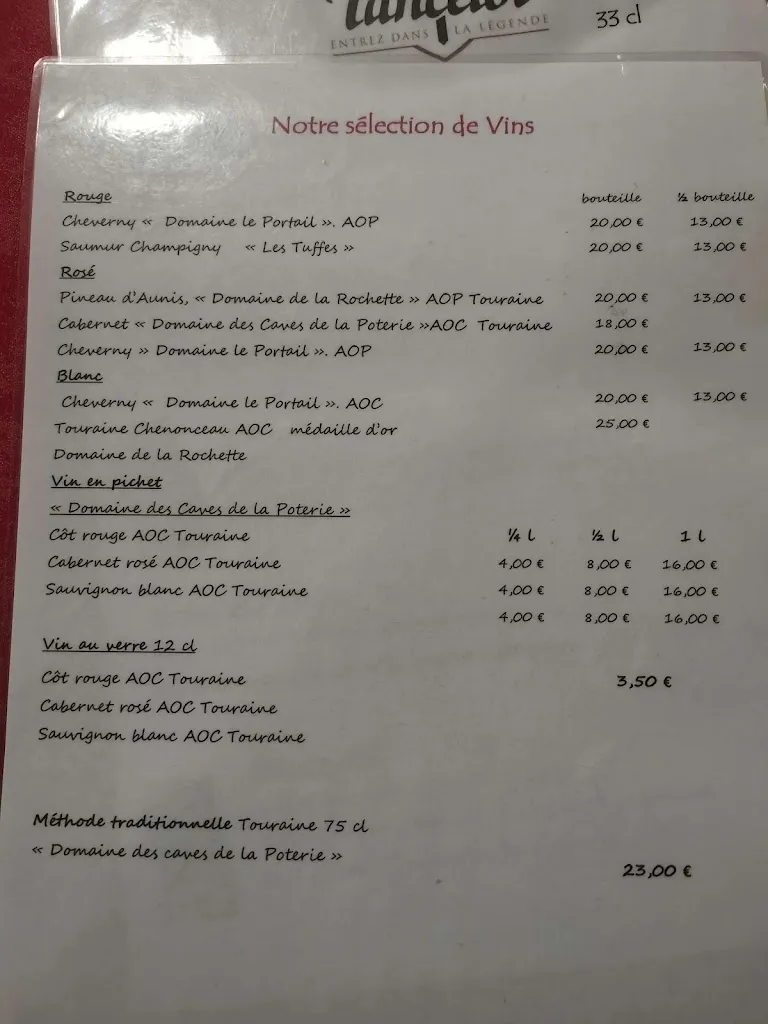 ENTREZ DANS LA LÉGENDE
33 cl
Notre sélection de Vins
Rouge bouteille ½ bouteille
Cheverny « Domaine le Portail ». AOP 20,00 € 13,00 €
Saumur Champigny « Les Tuffes » 20,00 € 13,00 €
Rosé
Pineau d'Aunis, « Domaine de la Rochette » AOP Touraine 20,00 € 13,00 €
Cabernet « Domaine des Caves de la Poterie »AOC Touraine 18,00 €
Cheverny » Domaine le Portail ». AOP 20,00 € 13,00 €
Blanc
Cheverny « Domaine le Portail ». AOC 20,00 € 13,00 €
Touraine Chenonceau AOC médaille d'or 25,00 €
Domaine de la Rochette
Vin en pichet
« Domaine des Caves de la Poterie »
Côt rouge AOC Touraine ¼ l ½ l 1 l
Cabernet rosé AOC Touraine 4,00 € 8,00 € 16,00 €
Sauvignon blanc AOC Touraine 4,00 € 8,00 € 16,00 €
4,00 € 8,00 € 16,00 €
Vin au verre 12 cl
Côt rouge AOC Touraine 3,50 €
Cabernet rosé AOC Touraine
Sauvignon blanc AOC Touraine
Méthode traditionnelle Touraine 75 cl
« Domaine des caves de la Poterie »
23,00 €